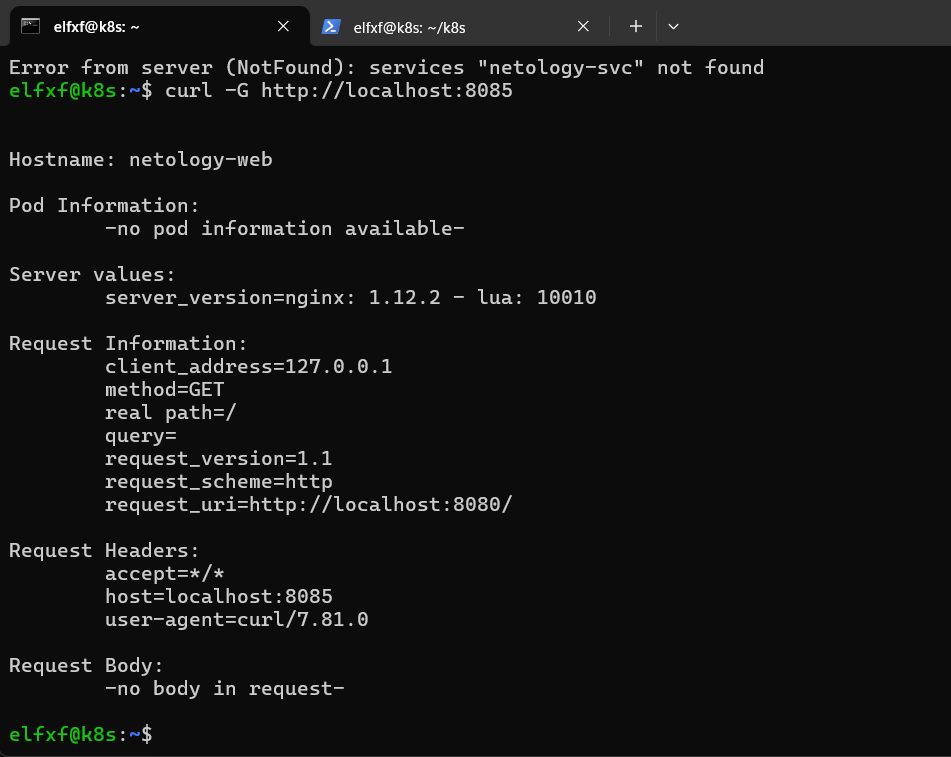 elfxf@k8s: ~
elfxf@k8s: ~/k8s
Error from server (NotFound): services "netology-svc" not found
elfxf@k8s:~$ curl -G http://localhost:8085
Hostname: netology-web
Pod Information:
-no pod information available-
Server values:
server_version=nginx: 1.12.2 - lua: 10010
Request Information:
client_address=127.0.0.1
method=GET
real path=/
query=
request_version=1.1
request_scheme=http
request_uri=http://localhost:8080/
Request Headers:
accept=*/*
host=localhost:8085
user-agent=curl/7.81.0
Request Body:
-no body in request-
elfxf@k8s:~$